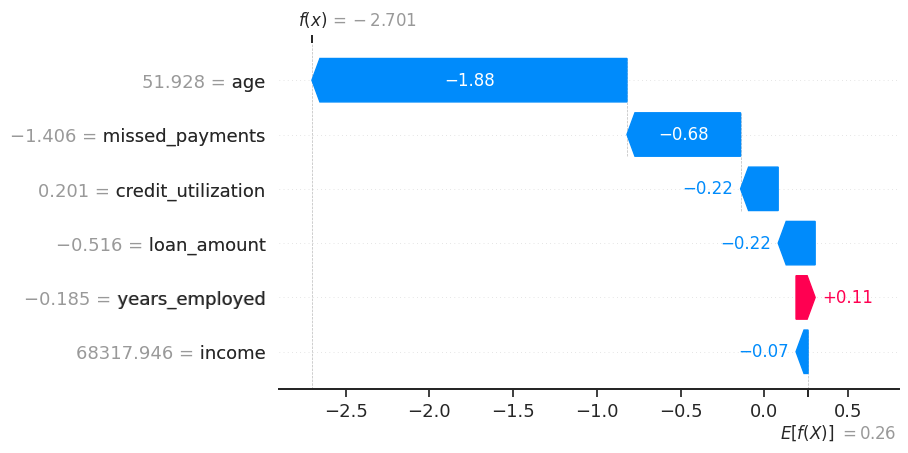 f(x) = −2.701
51.928 = age
−1.88
−1.406 = missed_payments
−0.68
0.201 = credit_utilization
−0.22
−0.516 = loan_amount
−0.22
−0.185 = years_employed
+0.11
68317.946 = income
−0.07
−2.5 −2.0 −1.5 −1.0 −0.5 0.0 0.5
E[f(X)] = 0.26